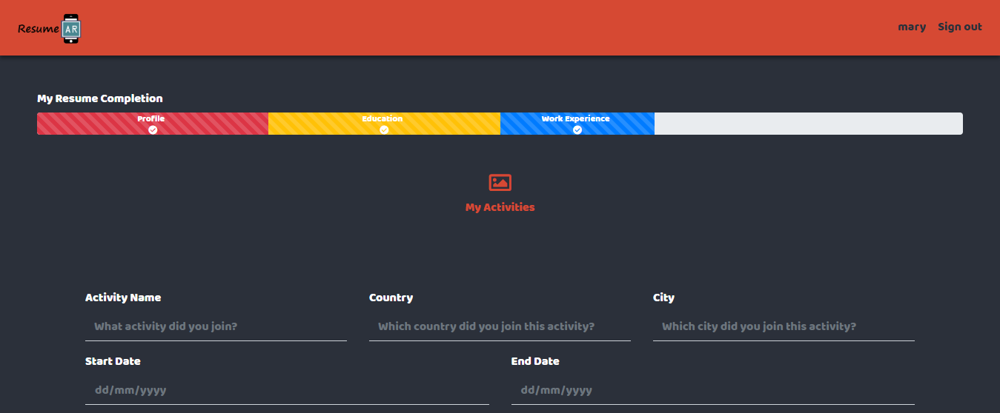 Resume AR
mary Sign out
My Resume Completion
Profile Education Work Experience
My Activities
Activity Name Country City
What activity did you join? Which country did you join this activity? Which city did you join this activity?
Start Date End Date
dd/mm/yyyy dd/mm/yyyy